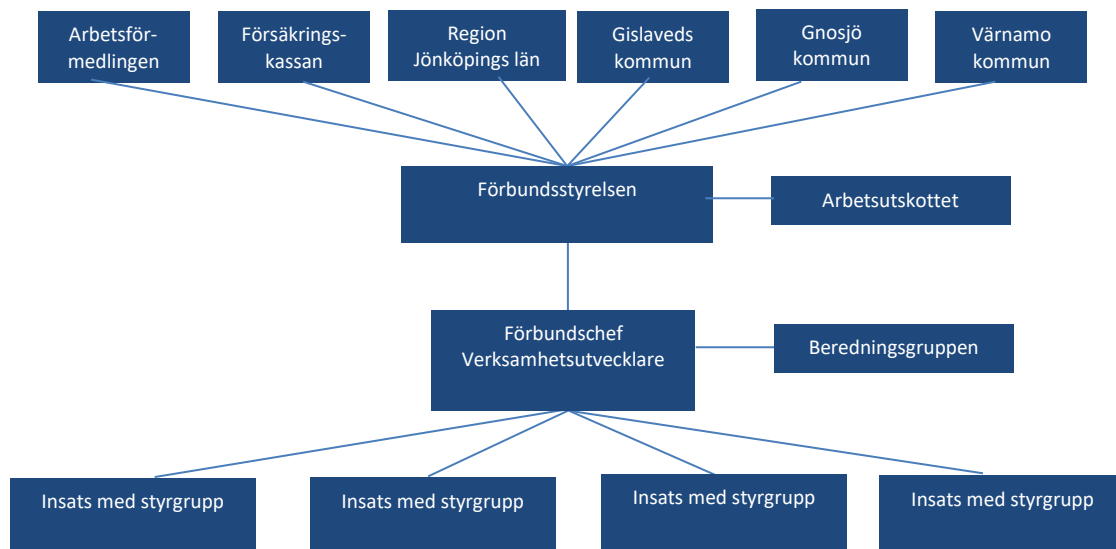 Arbetsför-
medlingen
Försäkrings-
kassan
Region
Jönköpings län
Gislaveds
kommun
Gnosjö
kommun
Värnamo
kommun
Förbundsstyrelsen
Arbetsutskottet
Förbundschef
Verksamhetsutvecklare
Beredningsgruppen
Insats med styrgrupp
Insats med styrgrupp
Insats med styrgrupp
Insats med styrgrupp